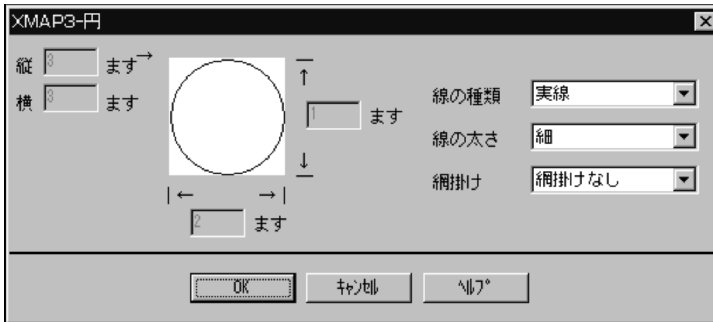 XMAP3-円
縦 3 ます→
横 3 ます
↑
1 ます
↓
|← →|
2 ます
線の種類 実線
線の太さ 細
網掛け 網掛けなし
OK ｷｬﾝｾﾙ ﾍﾙﾌﾟ